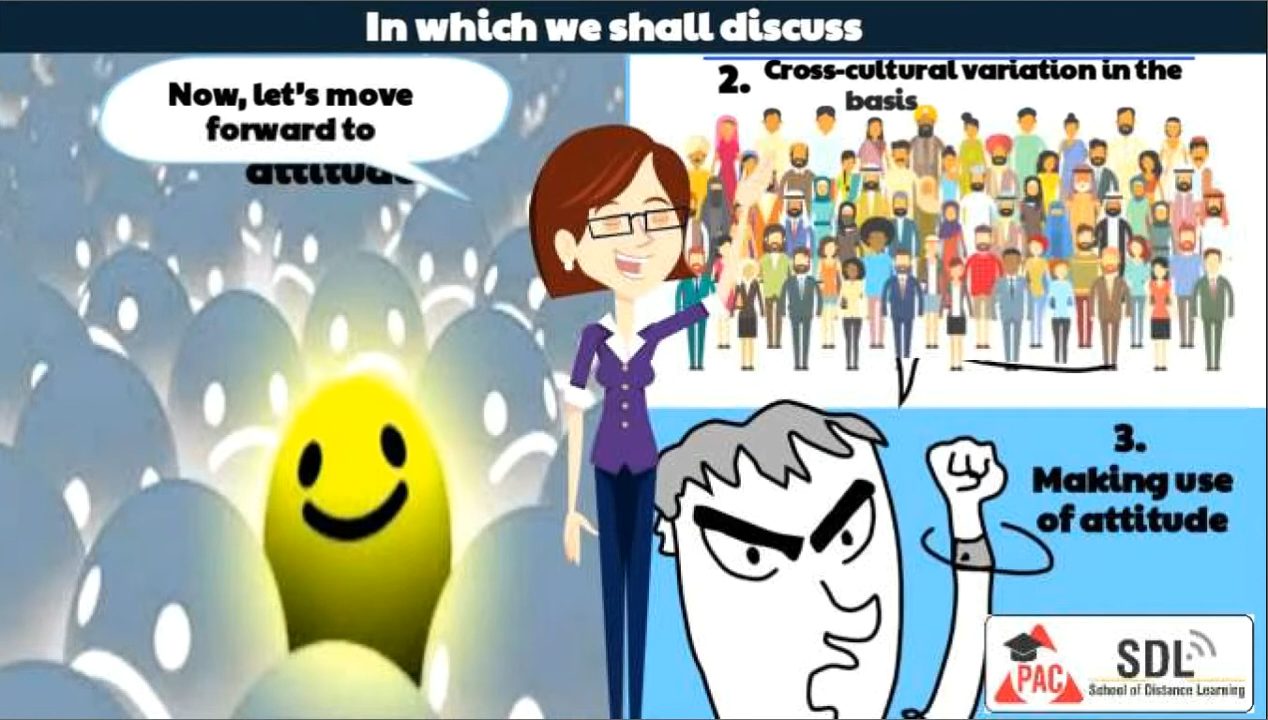 In which we shall discuss
Now, let's move
forward to
attitude
2. Cross-cultural variation in the
basis
3.
Making use
of attitude
PAC
SDL
School of Distance Learning